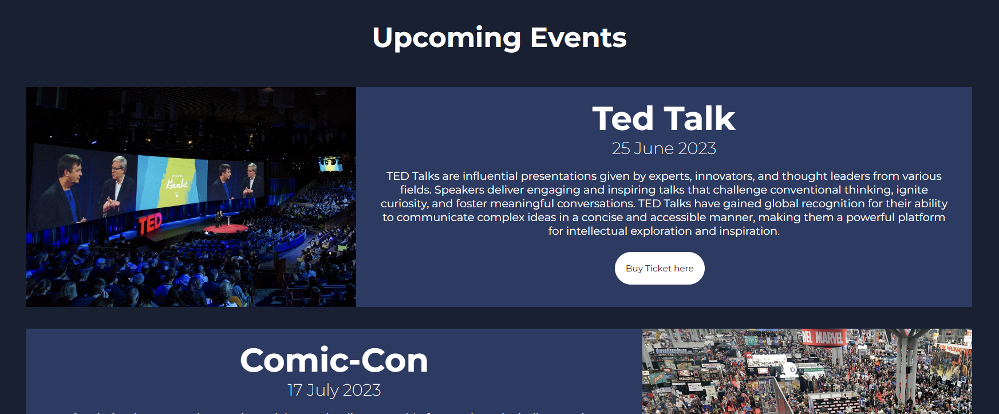 Upcoming Events
Ted Talk
25 June 2023
TED Talks are influential presentations given by experts, innovators, and thought leaders from various
fields. Speakers deliver engaging and inspiring talks that challenge conventional thinking, ignite
curiosity, and foster meaningful conversations. TED Talks have gained global recognition for their ability
to communicate complex ideas in a concise and accessible manner, making them a powerful platform
for intellectual exploration and inspiration.
Buy Ticket here
Gambit
TED
Comic-Con
17 July 2023
MARVEL
TASCHEN
THE WALKING